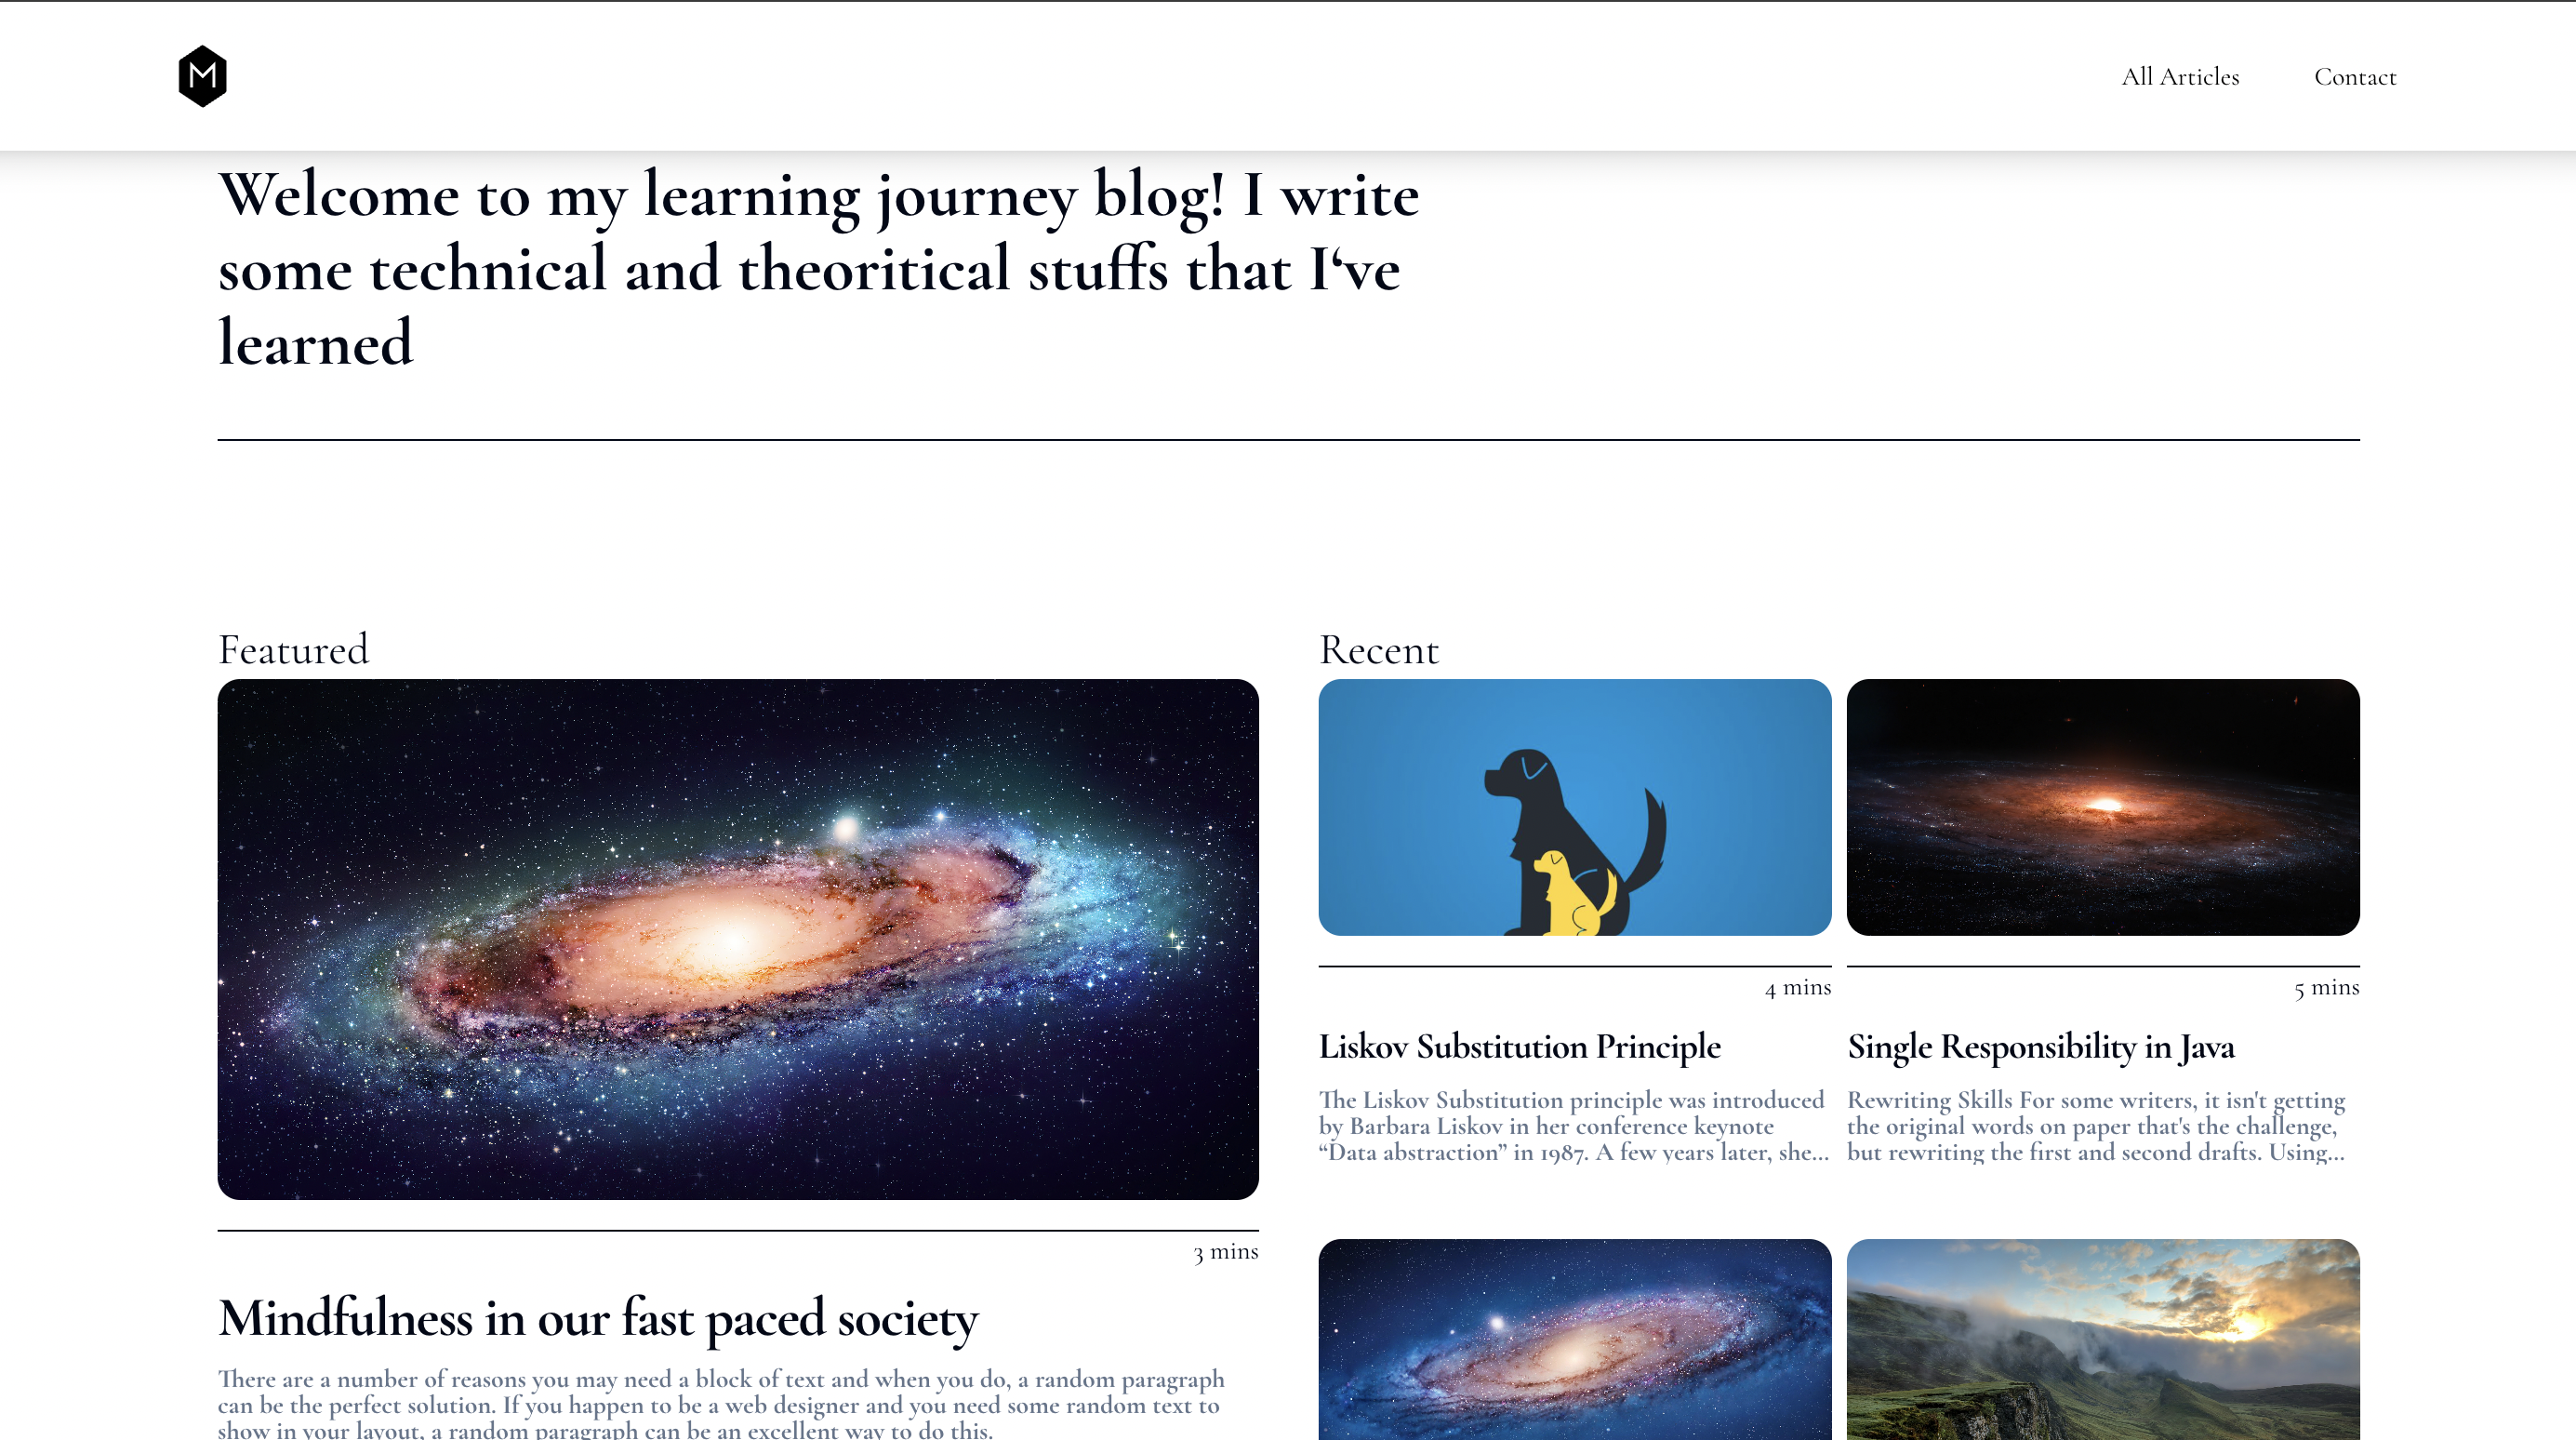 M
All Articles
Contact
Welcome to my learning journey blog! I write
some technical and theoritical stuffs that I‘ve
learned
Featured
3 mins
Mindfulness in our fast paced society
There are a number of reasons you may need a block of text and when you do, a random paragraph
can be the perfect solution. If you happen to be a web designer and you need some random text to
show in your layout, a random paragraph can be an excellent way to do this.
Recent
4 mins
Liskov Substitution Principle
The Liskov Substitution principle was introduced
by Barbara Liskov in her conference keynote
“Data abstraction” in 1987. A few years later, she...
5 mins
Single Responsibility in Java
Rewriting Skills For some writers, it isn't getting
the original words on paper that's the challenge,
but rewriting the first and second drafts. Using...